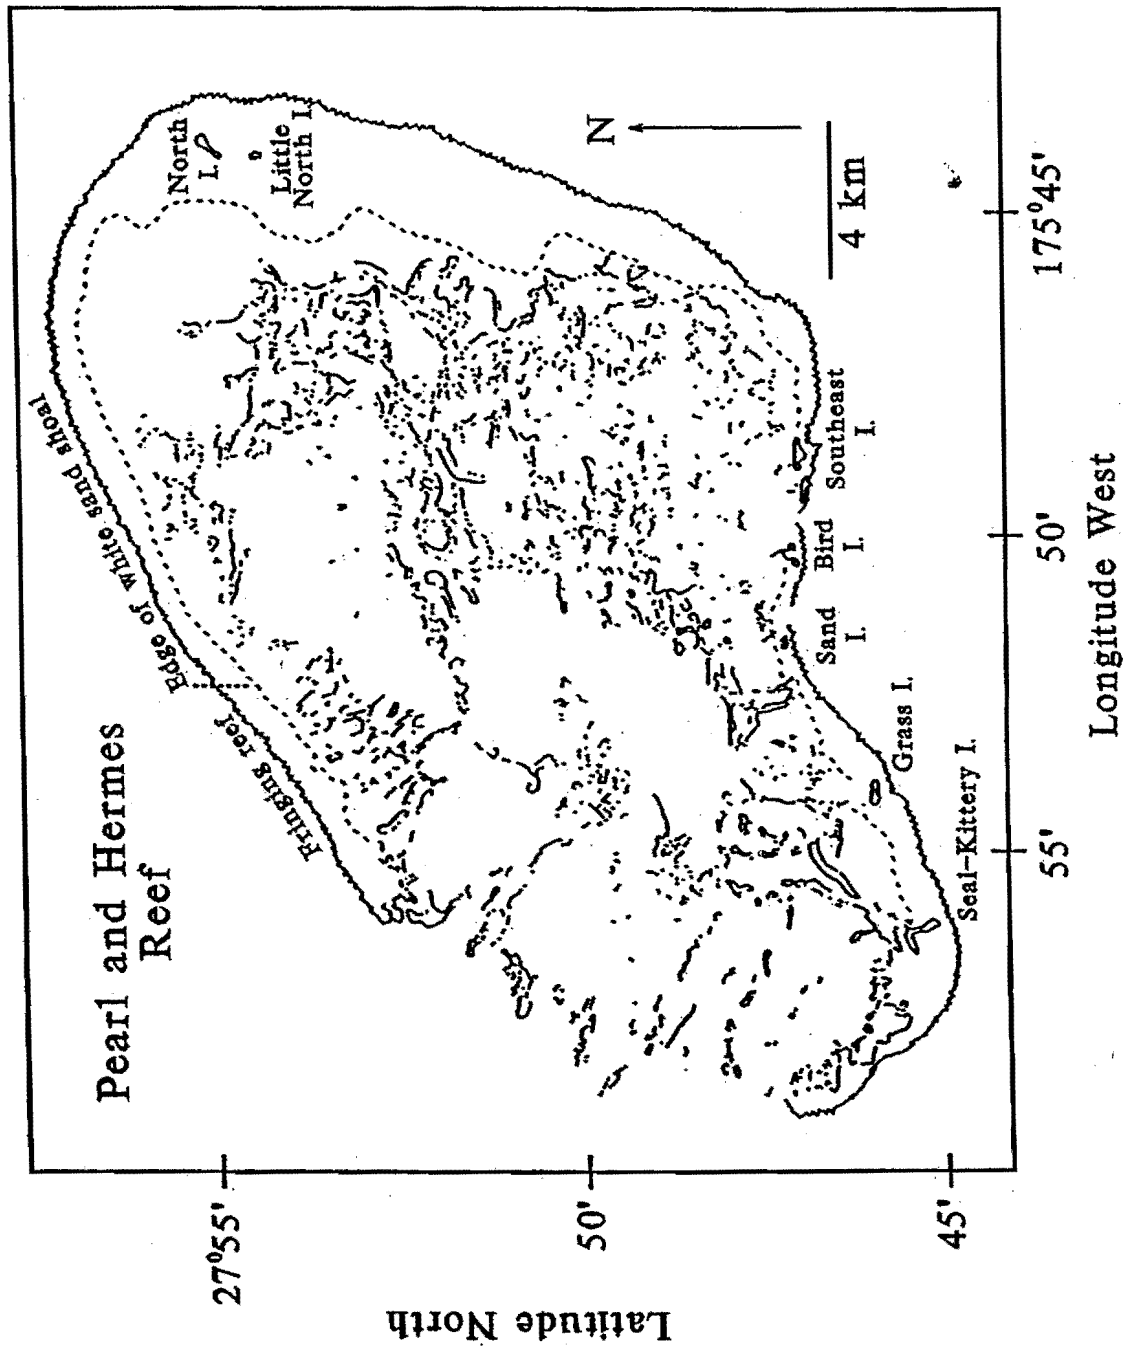 Pearl and Hermes
Reef
Edge of white sand shoal
Fringing reef
North
I.
Little
North I.
N
4 km
Southeast
I.
Bird
I.
Sand
I.
Grass I.
Seal-Kittery I.
27°55'
50'
45'
Latitude North
55'
50'
175°45'
Longitude West